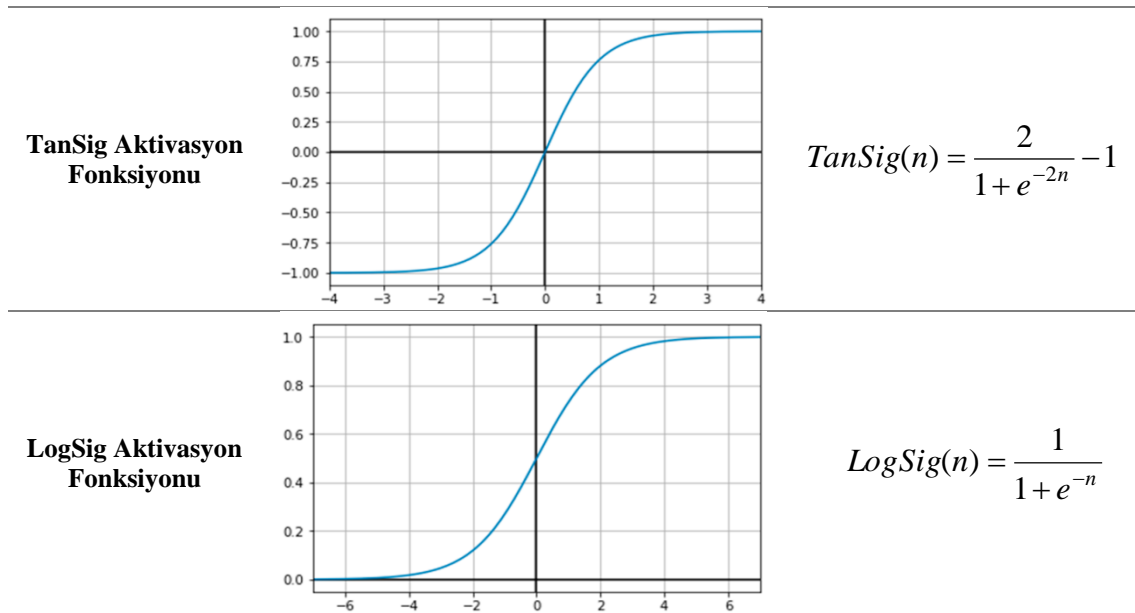 TanSig Aktivasyon
Fonksiyonu
1.00
0.75
0.50
0.25
0.00
−0.25
−0.50
−0.75
−1.00
−4 −3 −2 −1 0 1 2 3 4
TanSig(n) = 2 / (1 + e^{−2n}) − 1
LogSig Aktivasyon
Fonksiyonu
1.0
0.8
0.6
0.4
0.2
0.0
−6 −4 −2 0 2 4 6
LogSig(n) = 1 / (1 + e^{−n})